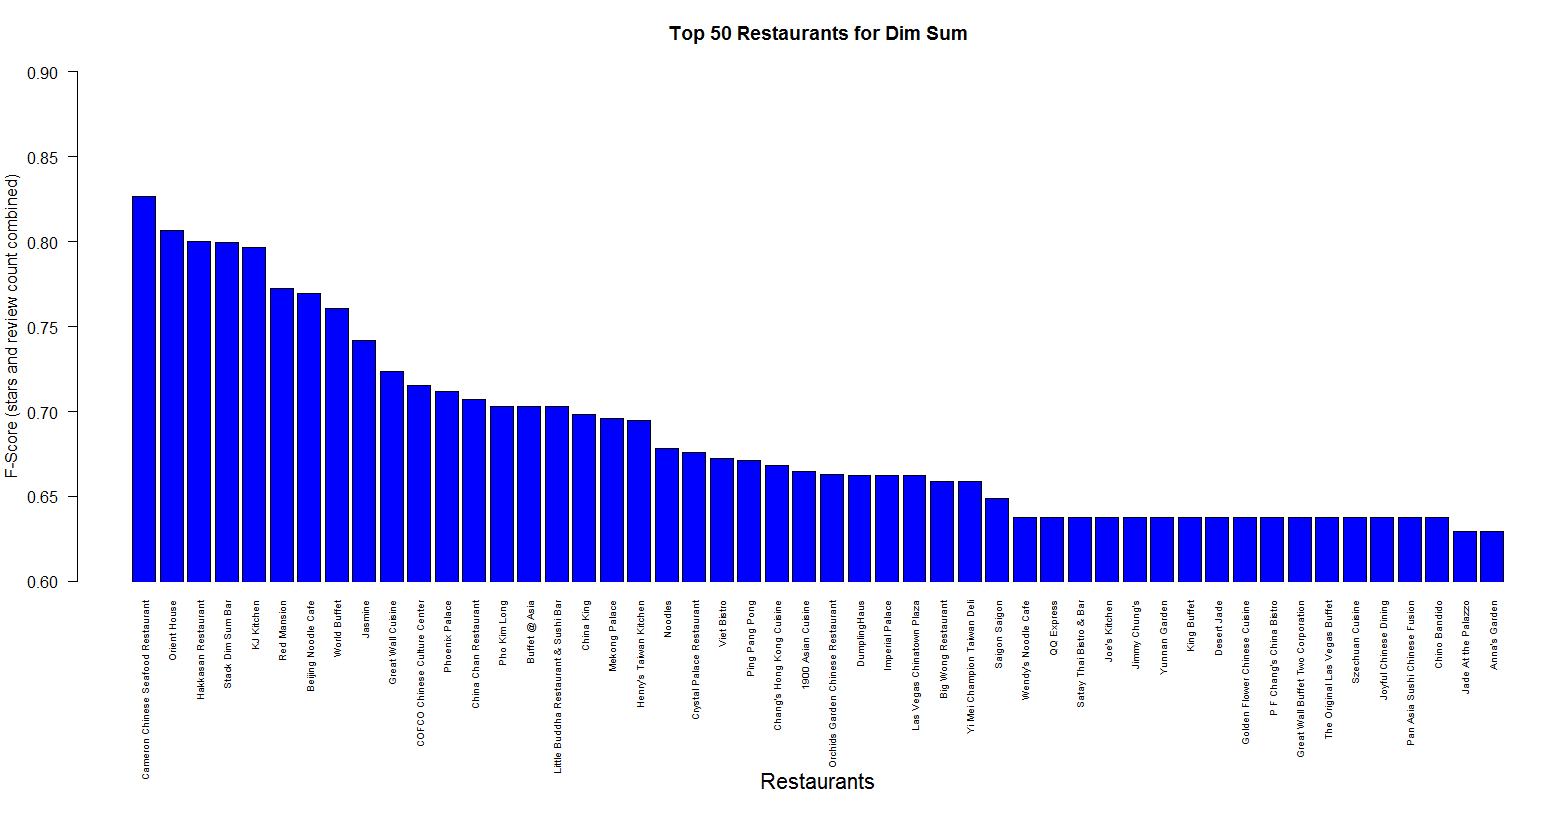 Top 50 Restaurants for Dim Sum
F-Score (stars and review count combined)
0.90
0.85
0.80
0.75
0.70
0.65
0.60
Cameron Chinese Seafood Restaurant
Orient House
Hakkasan Restaurant
Stack Dim Sum Bar
KJ Kitchen
Red Mansion
Beijing Noodle Cafe
World Buffet
Jasmine
Great Wall Cuisine
COFCO Chinese Culture Center
Phoenix Palace
China Chan Restaurant
Pho Kim Long
Buffet @ Asia
Little Buddha Restaurant & Sushi Bar
China King
Mekong Palace
Henry's Taiwan Kitchen
Noodles
Crystal Palace Restaurant
Viet Bistro
Ping Pang Pong
Chang's Hong Kong Cuisine
1900 Asian Cuisine
Orchids Garden Chinese Restaurant
DumplingHaus
Imperial Palace
Las Vegas Chinatown Plaza
Big Wong Restaurant
Yi Mei Champion Taiwan Deli
Saigon Saigon
Wendy's Noodle Cafe
QQ Express
Satay Thai Bistro & Bar
Joe's Kitchen
Jimmy Chung's
Yunnan Garden
King Buffet
Desert Jade
Golden Flower Chinese Cuisine
P F Chang's China Bistro
Great Wall Buffet Two Corporation
The Original Las Vegas Buffet
Szechuan Cuisine
Joyful Chinese Dining
Pan Asia Sushi Chinese Fusion
Chino Bandido
Jade At the Palazzo
Anna's Garden
Restaurants